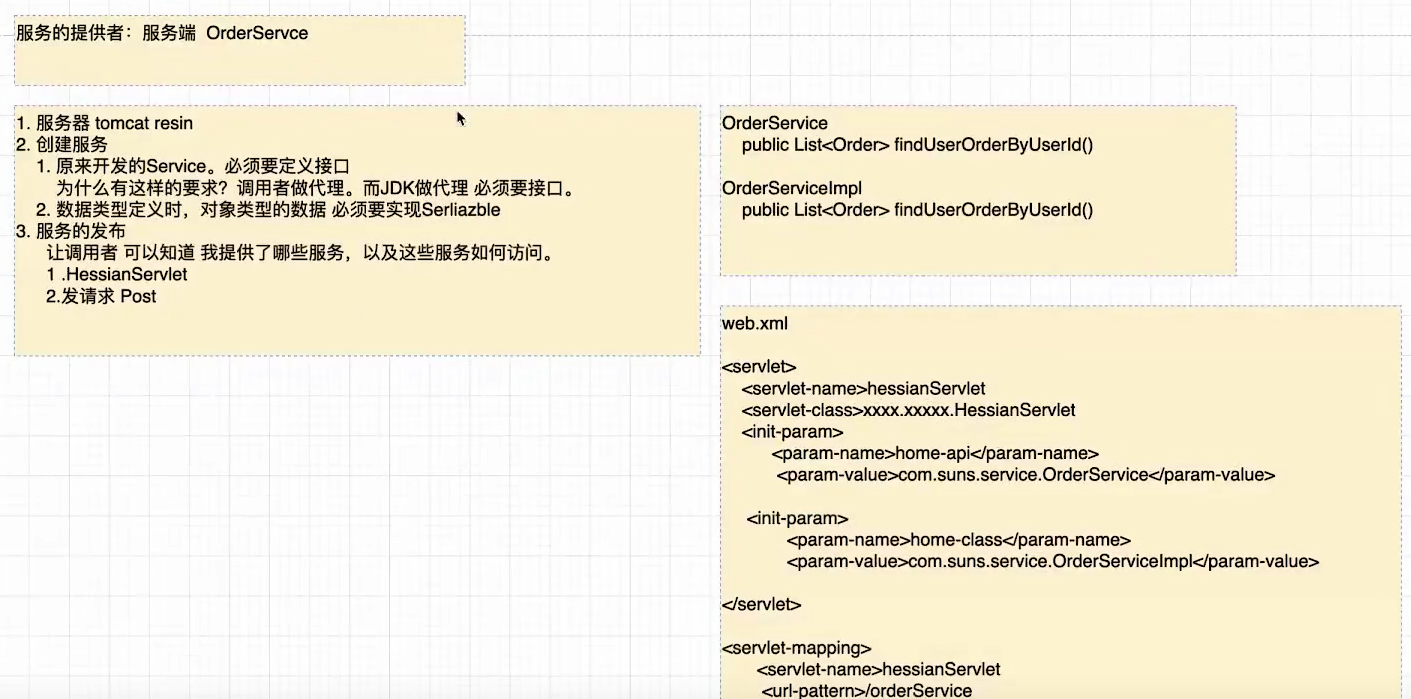 服务的提供者：服务端 OrderServce
1. 服务器 tomcat resin
2. 创建服务
1. 原来开发的Service。必须要定义接口
为什么有这样的要求？调用者做代理。而JDK做代理 必须要接口。
2. 数据类型定义时，对象类型的数据 必须要实现Serliazble
3. 服务的发布
让调用者 可以知道 我提供了哪些服务，以及这些服务如何访问。
1 .HessianServlet
2.发请求 Post
OrderService
public List<Order> findUserOrderByUserId()
OrderServiceImpl
public List<Order> findUserOrderByUserId()
web.xml
<servlet>
<servlet-name>hessianServlet
<servlet-class>xxxx.xxxxx.HessianServlet
<init-param>
<param-name>home-api</param-name>
<param-value>com.suns.service.OrderService</param-value>
<init-param>
<param-name>home-class</param-name>
<param-value>com.suns.service.OrderServiceImpl</param-value>
</servlet>
<servlet-mapping>
<servlet-name>hessianServlet
<url-pattern>/orderService